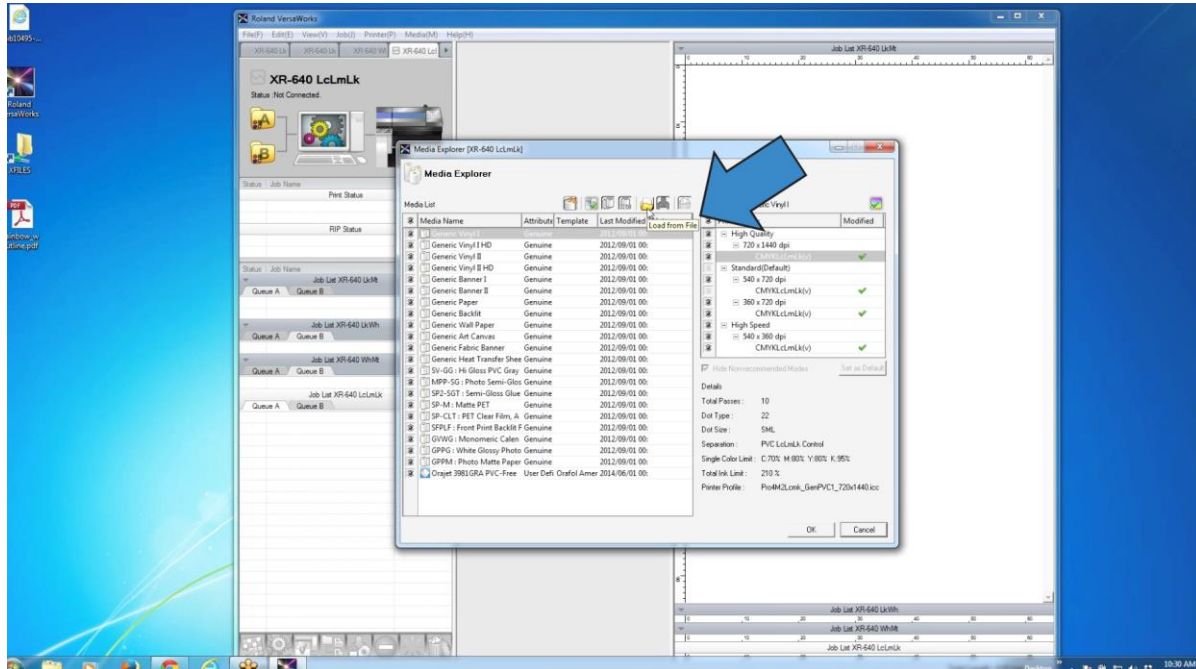 Roland VersaWorks
File(F) Edit(E) View(V) Job(J) Printer(P) Media(M) Help(H)
XR-640 Lk XR-640 Lk XR-640 W XR-640 Lcl
XR-640 LcLmLk
Status :Not Connected.
A
B
Status Job Name
Print Status
RIP Status
Status Job Name
Job List XR-640 LkMt
Queue A Queue B
Job List XR-640 LkWh
Queue A Queue B
Job List XR-640 WhMt
Queue A Queue B
Job List XR-640 LcLmLk
Queue A Queue B
Roland
XFILES
PDF
Media Explorer [XR-640 LcLmLk]
Media Explorer
Media List
Load from File
Media Name Attribute Template Last Modified
Generic Vinyl I Genuine 2012/09/01 00:
Generic Vinyl I HD Genuine 2012/09/01 00:
Generic Vinyl II Genuine 2012/09/01 00:
Generic Vinyl II HD Genuine 2012/09/01 00:
Generic Banner I Genuine 2012/09/01 00:
Generic Banner II Genuine 2012/09/01 00:
Generic Paper Genuine 2012/09/01 00:
Generic Backlit Genuine 2012/09/01 00:
Generic Wall Paper Genuine 2012/09/01 00:
Generic Art Canvas Genuine 2012/09/01 00:
Generic Fabric Banner Genuine 2012/09/01 00:
Generic Heat Transfer Shee Genuine 2012/09/01 00:
SV-GG : Hi Gloss PVC Gray Genuine 2012/09/01 00:
MPP-SG : Photo Semi-Glos Genuine 2012/09/01 00:
SP2-SGT : Semi-Gloss Glue Genuine 2012/09/01 00:
SP-M : Matte PET Genuine 2012/09/01 00:
SP-CLT : PET Clear Film, A Genuine 2012/09/01 00:
SFPLF : Front Print Backlit F Genuine 2012/09/01 00:
GVWG : Monomeric Calen Genuine 2012/09/01 00:
GPPG : White Glossy Photo Genuine 2012/09/01 00:
GPPM : Photo Matte Paper Genuine 2012/09/01 00:
Orajet 3981GRA PVC-Free User Defi Orafol Amer 2014/06/01 00:
Vinyl I
Modified
High Quality
720 x 1440 dpi
CMYKLcLmLk(v)
Standard(Default)
540 x 720 dpi
CMYKLcLmLk(v)
360 x 720 dpi
CMYKLcLmLk(v)
High Speed
540 x 360 dpi
CMYKLcLmLk(v)
Hide Nonrecommended Modes Set as Default
Details
Total Passes : 10
Dot Type : 22
Dot Size : SML
Separation : PVC LcLmLk Control
Single Color Limit : C:70% M:80% Y:80% K:95%
Total Ink Limit : 210 %
Printer Profile : Pro4M2Lcmk_GenPVC1_720x1440.icc
OK Cancel
Job List XR-640 LkMt
Job List XR-640 LkWh
Job List XR-640 WhMt
Job List XR-640 LcLmLk
10:30 AM